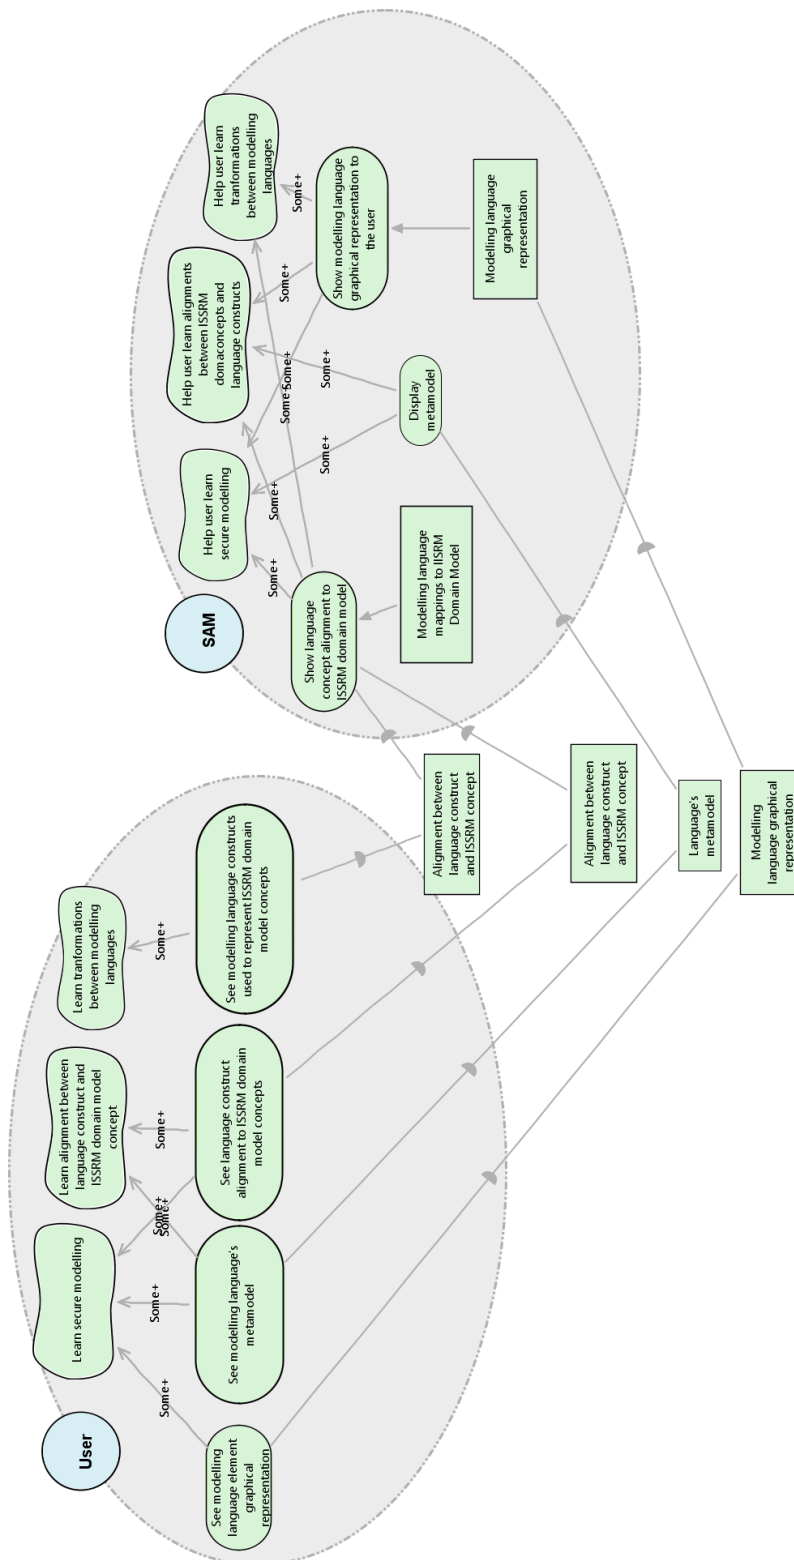 User
Learn secure modelling
Learn alignment between
language construct and
ISSRM domain model
concept
Learn tranformations
between modelling
languages
Some+
Some+
Some+
Some+
Some+
Some+
See modelling
language element
graphical
representation
See modelling language's
metamodel
See language construct
alignment to ISSRM domain
model concepts
See modelling language constructs
used to represent ISSRM domain
model concepts
SAM
Help user learn
secure modelling
Help user learn alignments
between ISSRM
domaconcepts and
language constructs
Help user learn
tranformations
between modelling
languages
Some+
Some+
Some+
Some+
Some+
Some+
Some+
Some+
Show language
concept alignment to
ISSRM domain model
Display
metamodel
Show modelling language
graphical representation to
the user
Modelling language
mappings to IISRM
Domain Model
Modelling language
graphical
representation
Alignment between
language construct
and ISSRM concept
Alignment between
language construct
and ISSRM concept
Language's
metamodel
Modelling
language graphical
representation